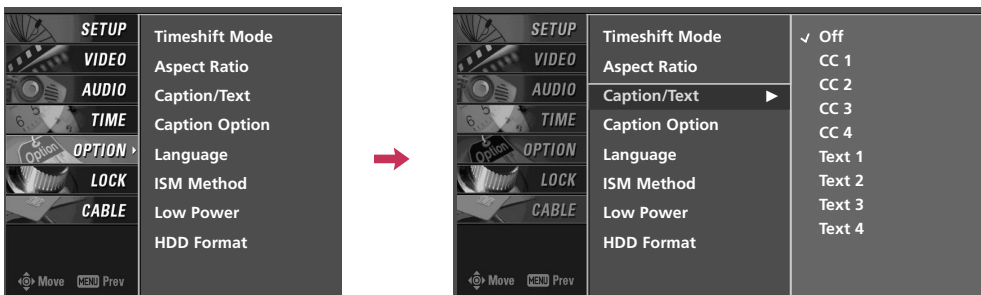 SETUP
VIDEO
AUDIO
TIME
Option
OPTION
LOCK
CABLE
Move MENU Prev
Timeshift Mode
Aspect Ratio
Caption/Text
Caption Option
Language
ISM Method
Low Power
HDD Format
SETUP
VIDEO
AUDIO
TIME
Option
OPTION
LOCK
CABLE
Move MENU Prev
Timeshift Mode
Aspect Ratio
Caption/Text
Caption Option
Language
ISM Method
Low Power
HDD Format
Off
CC 1
CC 2
CC 3
CC 4
Text 1
Text 2
Text 3
Text 4